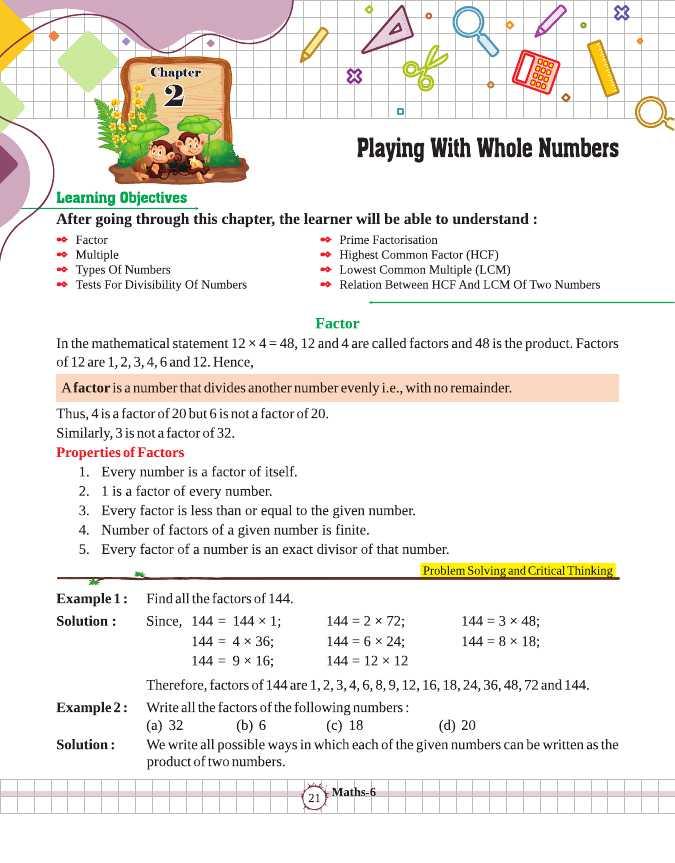 Chapter
2
Playing With Whole Numbers
Learning Objectives
After going through this chapter, the learner will be able to understand :
Factor
Multiple
Types Of Numbers
Tests For Divisibility Of Numbers
Prime Factorisation
Highest Common Factor (HCF)
Lowest Common Multiple (LCM)
Relation Between HCF And LCM Of Two Numbers
Factor
In the mathematical statement 12 × 4 = 48, 12 and 4 are called factors and 48 is the product. Factors
of 12 are 1, 2, 3, 4, 6 and 12. Hence,
A factor is a number that divides another number evenly i.e., with no remainder.
Thus, 4 is a factor of 20 but 6 is not a factor of 20.
Similarly, 3 is not a factor of 32.
Properties of Factors
1. Every number is a factor of itself.
2. 1 is a factor of every number.
3. Every factor is less than or equal to the given number.
4. Number of factors of a given number is finite.
5. Every factor of a number is an exact divisor of that number.
Problem Solving and Critical Thinking
Example 1 : Find all the factors of 144.
Solution : Since, 144 = 144 × 1; 144 = 2 × 72; 144 = 3 × 48;
144 = 4 × 36; 144 = 6 × 24; 144 = 8 × 18;
144 = 9 × 16; 144 = 12 × 12
Therefore, factors of 144 are 1, 2, 3, 4, 6, 8, 9, 12, 16, 18, 24, 36, 48, 72 and 144.
Example 2 : Write all the factors of the following numbers :
(a) 32 (b) 6 (c) 18 (d) 20
Solution : We write all possible ways in which each of the given numbers can be written as the
product of two numbers.
21 Maths-6